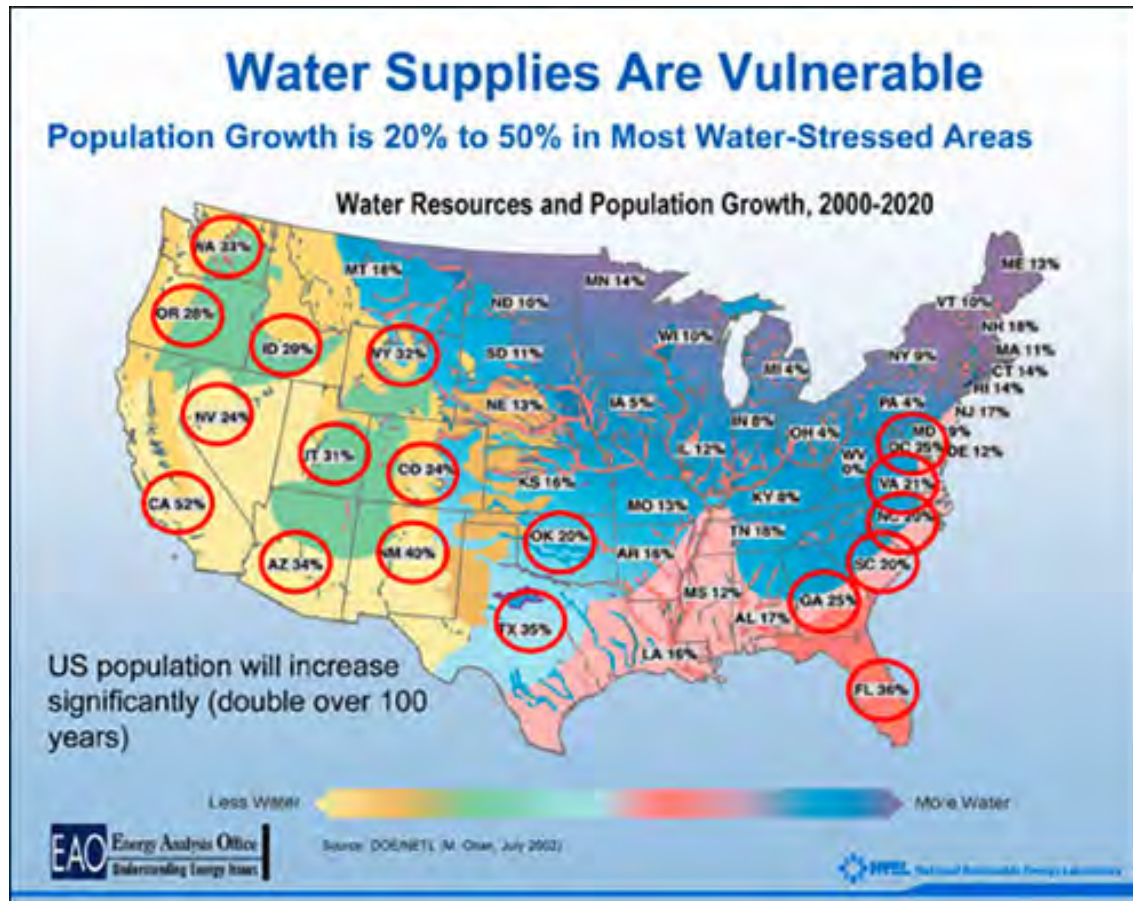 Water Supplies Are Vulnerable
Population Growth is 20% to 50% in Most Water-Stressed Areas
Water Resources and Population Growth, 2000-2020
WA 33%
MT 18%
MN 14%
ME 13%
VT 10%
OR 28%
ND 10%
NH 18%
ID 29%
WY 32%
SD 11%
WI 10%
MI 4%
NY 9%
MA 11%
CT 14%
RI 14%
NV 24%
NE 13%
IA 5%
IN 8%
OH 4%
PA 4%
NJ 17%
UT 31%
CO 24%
IL 12%
WV 0%
MD
DC 25%
DE 12%
CA 52%
KS 16%
MO 13%
KY 8%
VA 21%
AZ 34%
NM 40%
OK 20%
AR 16%
TN 18%
NC 20%
SC 20%
TX 35%
MS 12%
AL 17%
GA 25%
LA 16%
FL 36%
US population will increase
significantly (double over 100
years)
Less Water
More Water
EAO Energy Analysis Office
Understanding Energy Issues
Source: DOE/NETL (M. July 2002)
NREL National Renewable Energy Laboratory